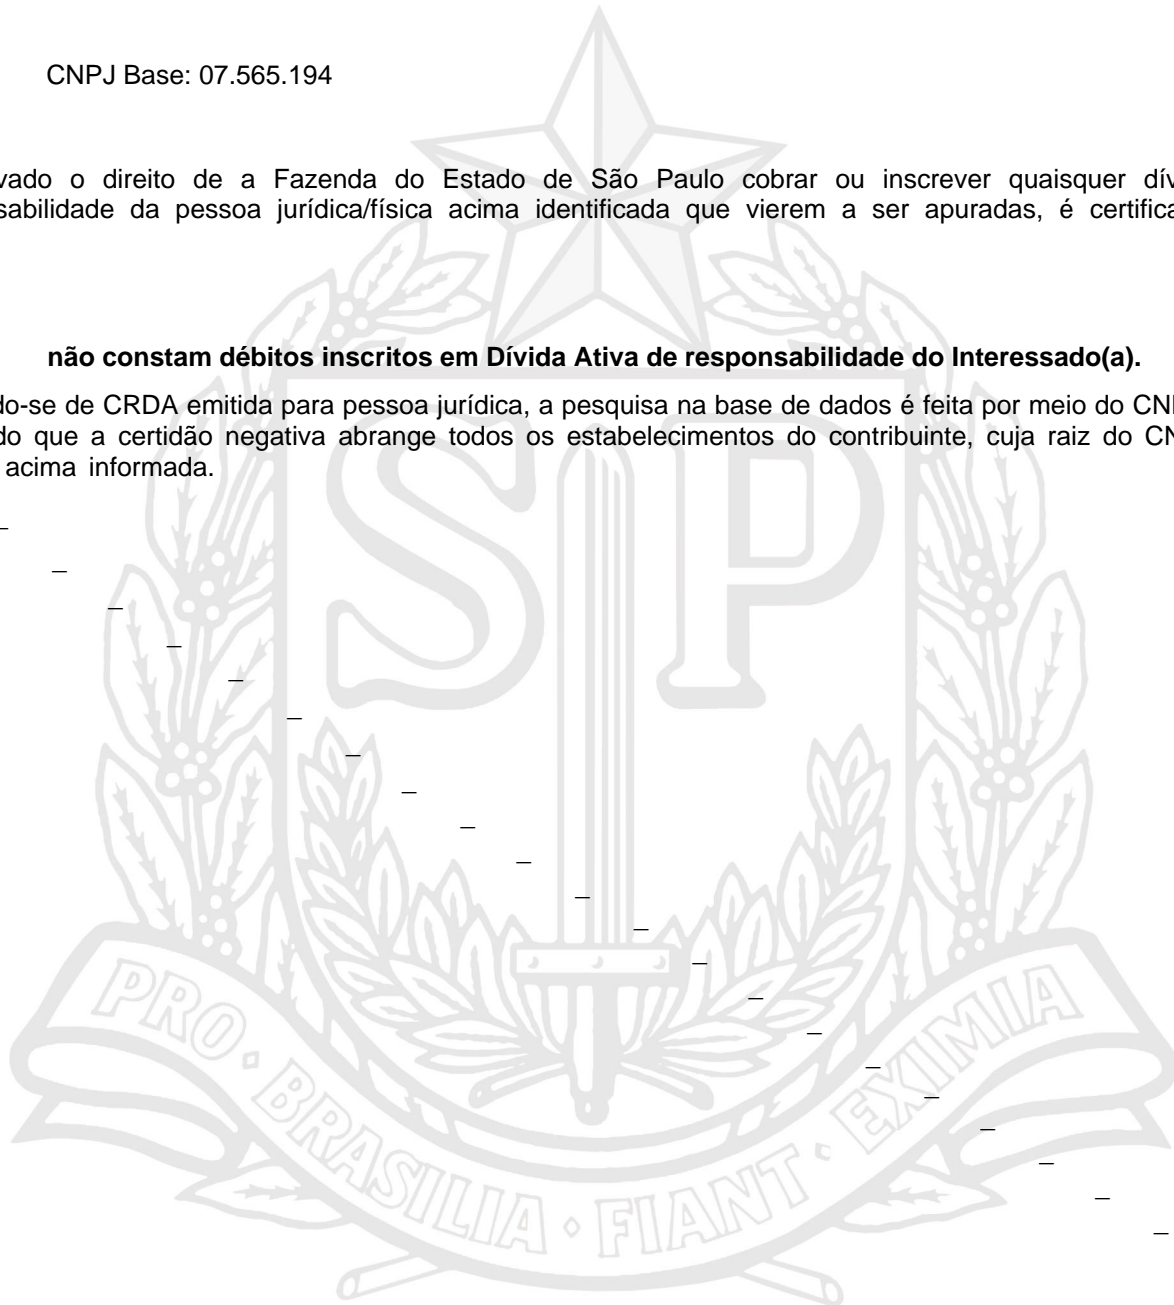 CNPJ Base: 07.565.194
vado o direito de a Fazenda do Estado de São Paulo cobrar ou inscrever quaisquer dív
sabilidade da pessoa jurídica/física acima identificada que vierem a ser apuradas, é certifica
não constam débitos inscritos em Dívida Ativa de responsabilidade do Interessado(a).
do-se de CRDA emitida para pessoa jurídica, a pesquisa na base de dados é feita por meio do CN
do que a certidão negativa abrange todos os estabelecimentos do contribuinte, cuja raiz do CN
acima informada.
SP
PRO • BRASILIA • FIANT • EXIMIA